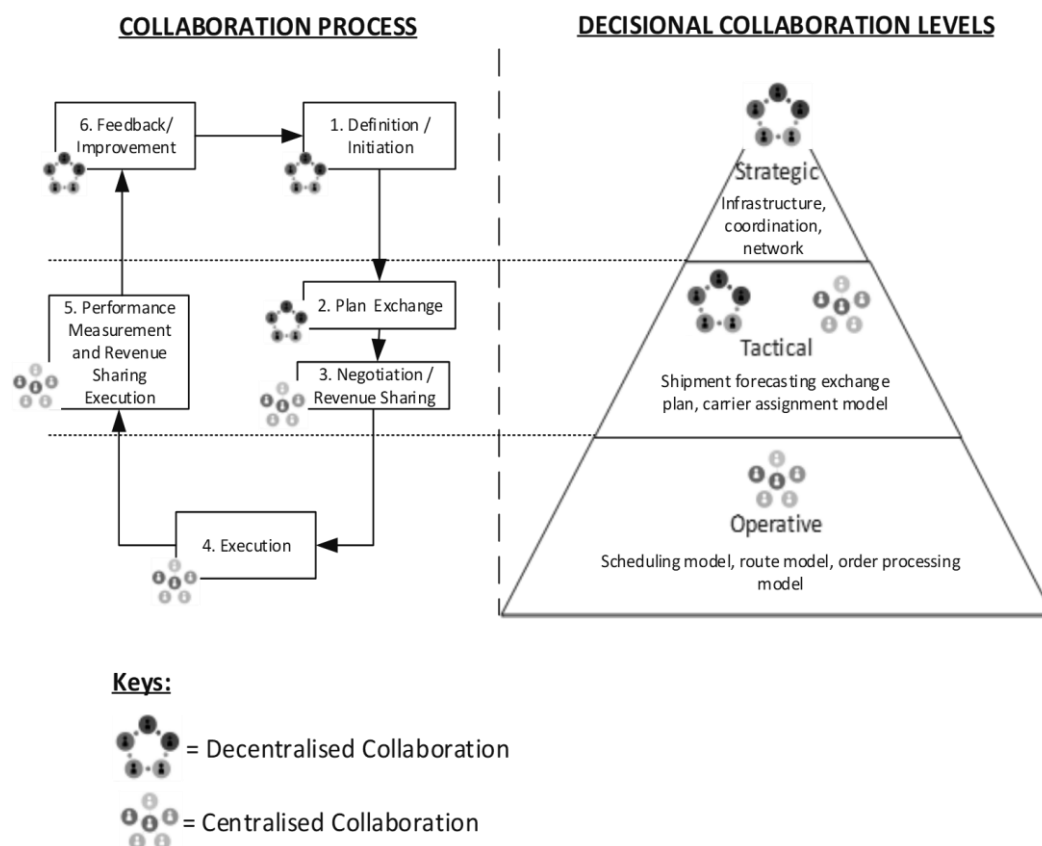 COLLABORATION PROCESS
DECISIONAL COLLABORATION LEVELS
6. Feedback/
Improvement
1. Definition /
Initiation
5. Performance
Measurement
and Revenue
Sharing
Execution
2. Plan Exchange
3. Negotiation /
Revenue Sharing
4. Execution
Strategic
Infrastructure,
coordination,
network
Tactical
Shipment forecasting exchange
plan, carrier assignment model
Operative
Scheduling model, route model, order processing
model
Keys:
= Decentralised Collaboration
= Centralised Collaboration